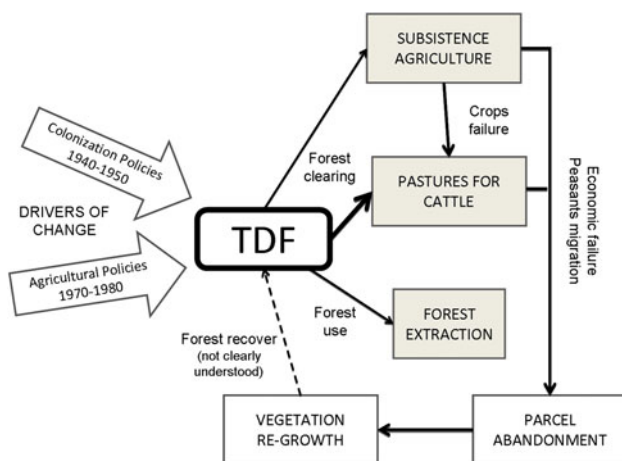 SUBSISTENCE
AGRICULTURE
Crops
failure
Colonization Policies
1940-1950
Forest
clearing
PASTURES FOR
CATTLE
Economic failure
Peasants migration
DRIVERS OF
CHANGE
TDF
Agricultural Policies
1970-1980
Forest
use
FOREST
EXTRACTION
Forest recover
(not clearly
understood)
VEGETATION
RE-GROWTH
PARCEL
ABANDONMENT